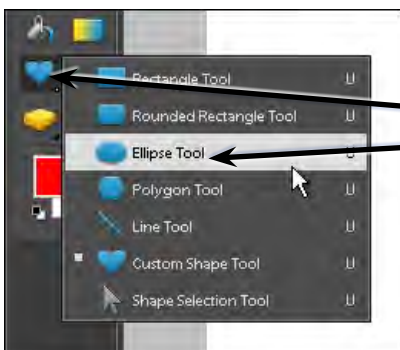 Rectangle Tool U
Rounded Rectangle Tool U
Ellipse Tool U
Polygon Tool U
Line Tool U
Custom Shape Tool U
Shape Selection Tool U